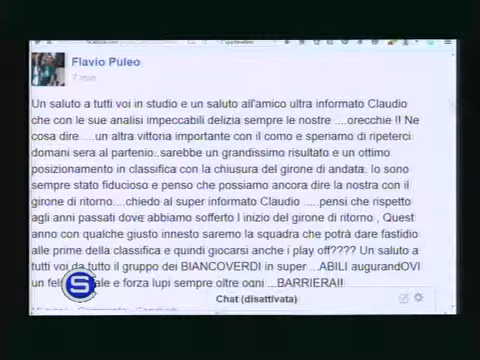 Flavio Puleo
7 min
Un saluto a tutti voi in studio e un saluto all'amico ultra informato Claudio
che con le sue analisi impeccabili delizia sempre le nostre ....orecchie !! Ne
cosa dire ....un altra vittoria importante con il como e speriamo di ripeterci
domani sera al partenio..sarebbe un grandissimo risultato e un ottimo
posizionamento in classifica con la chiusura del girone di andata. Io sono
sempre stato fiducioso e penso che possiamo ancora dire la nostra con il
girone di ritorno....chiedo al super informato Claudio .....pensi che rispetto
agli anni passati dove abbiamo sofferto l inizio del girone di ritorno , Quest
anno con qualche giusto innesto saremo la squadra che potrà dare fastidio
alle prime della classifica e quindi giocarsi anche i play off???? Un saluto a
tutti voi da tutto il gruppo dei BIANCOVERDI in super ...ABILI augurandOVI
un e forza lupi sempre oltre ogni ...BARRIERA!!
S
Chat (disattivata)